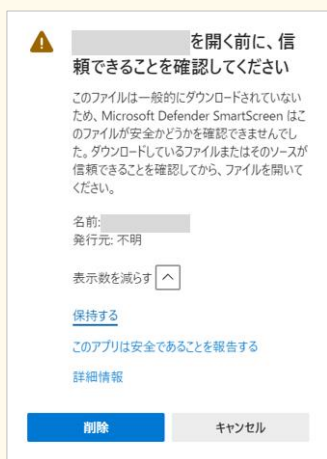 を開く前に、信
頼できることを確認してください
このファイルは一般的にダウンロードされていない
ため、Microsoft Defender SmartScreen はこ
のファイルが安全かどうかを確認できませんでし
た。ダウンロードしているファイルまたはそのソースが
信頼できることを確認してから、ファイルを開いて
ください。
名前:
発行元: 不明
表示数を減らす
保持する
このアプリは安全であることを報告する
詳細情報
削除
キャンセル